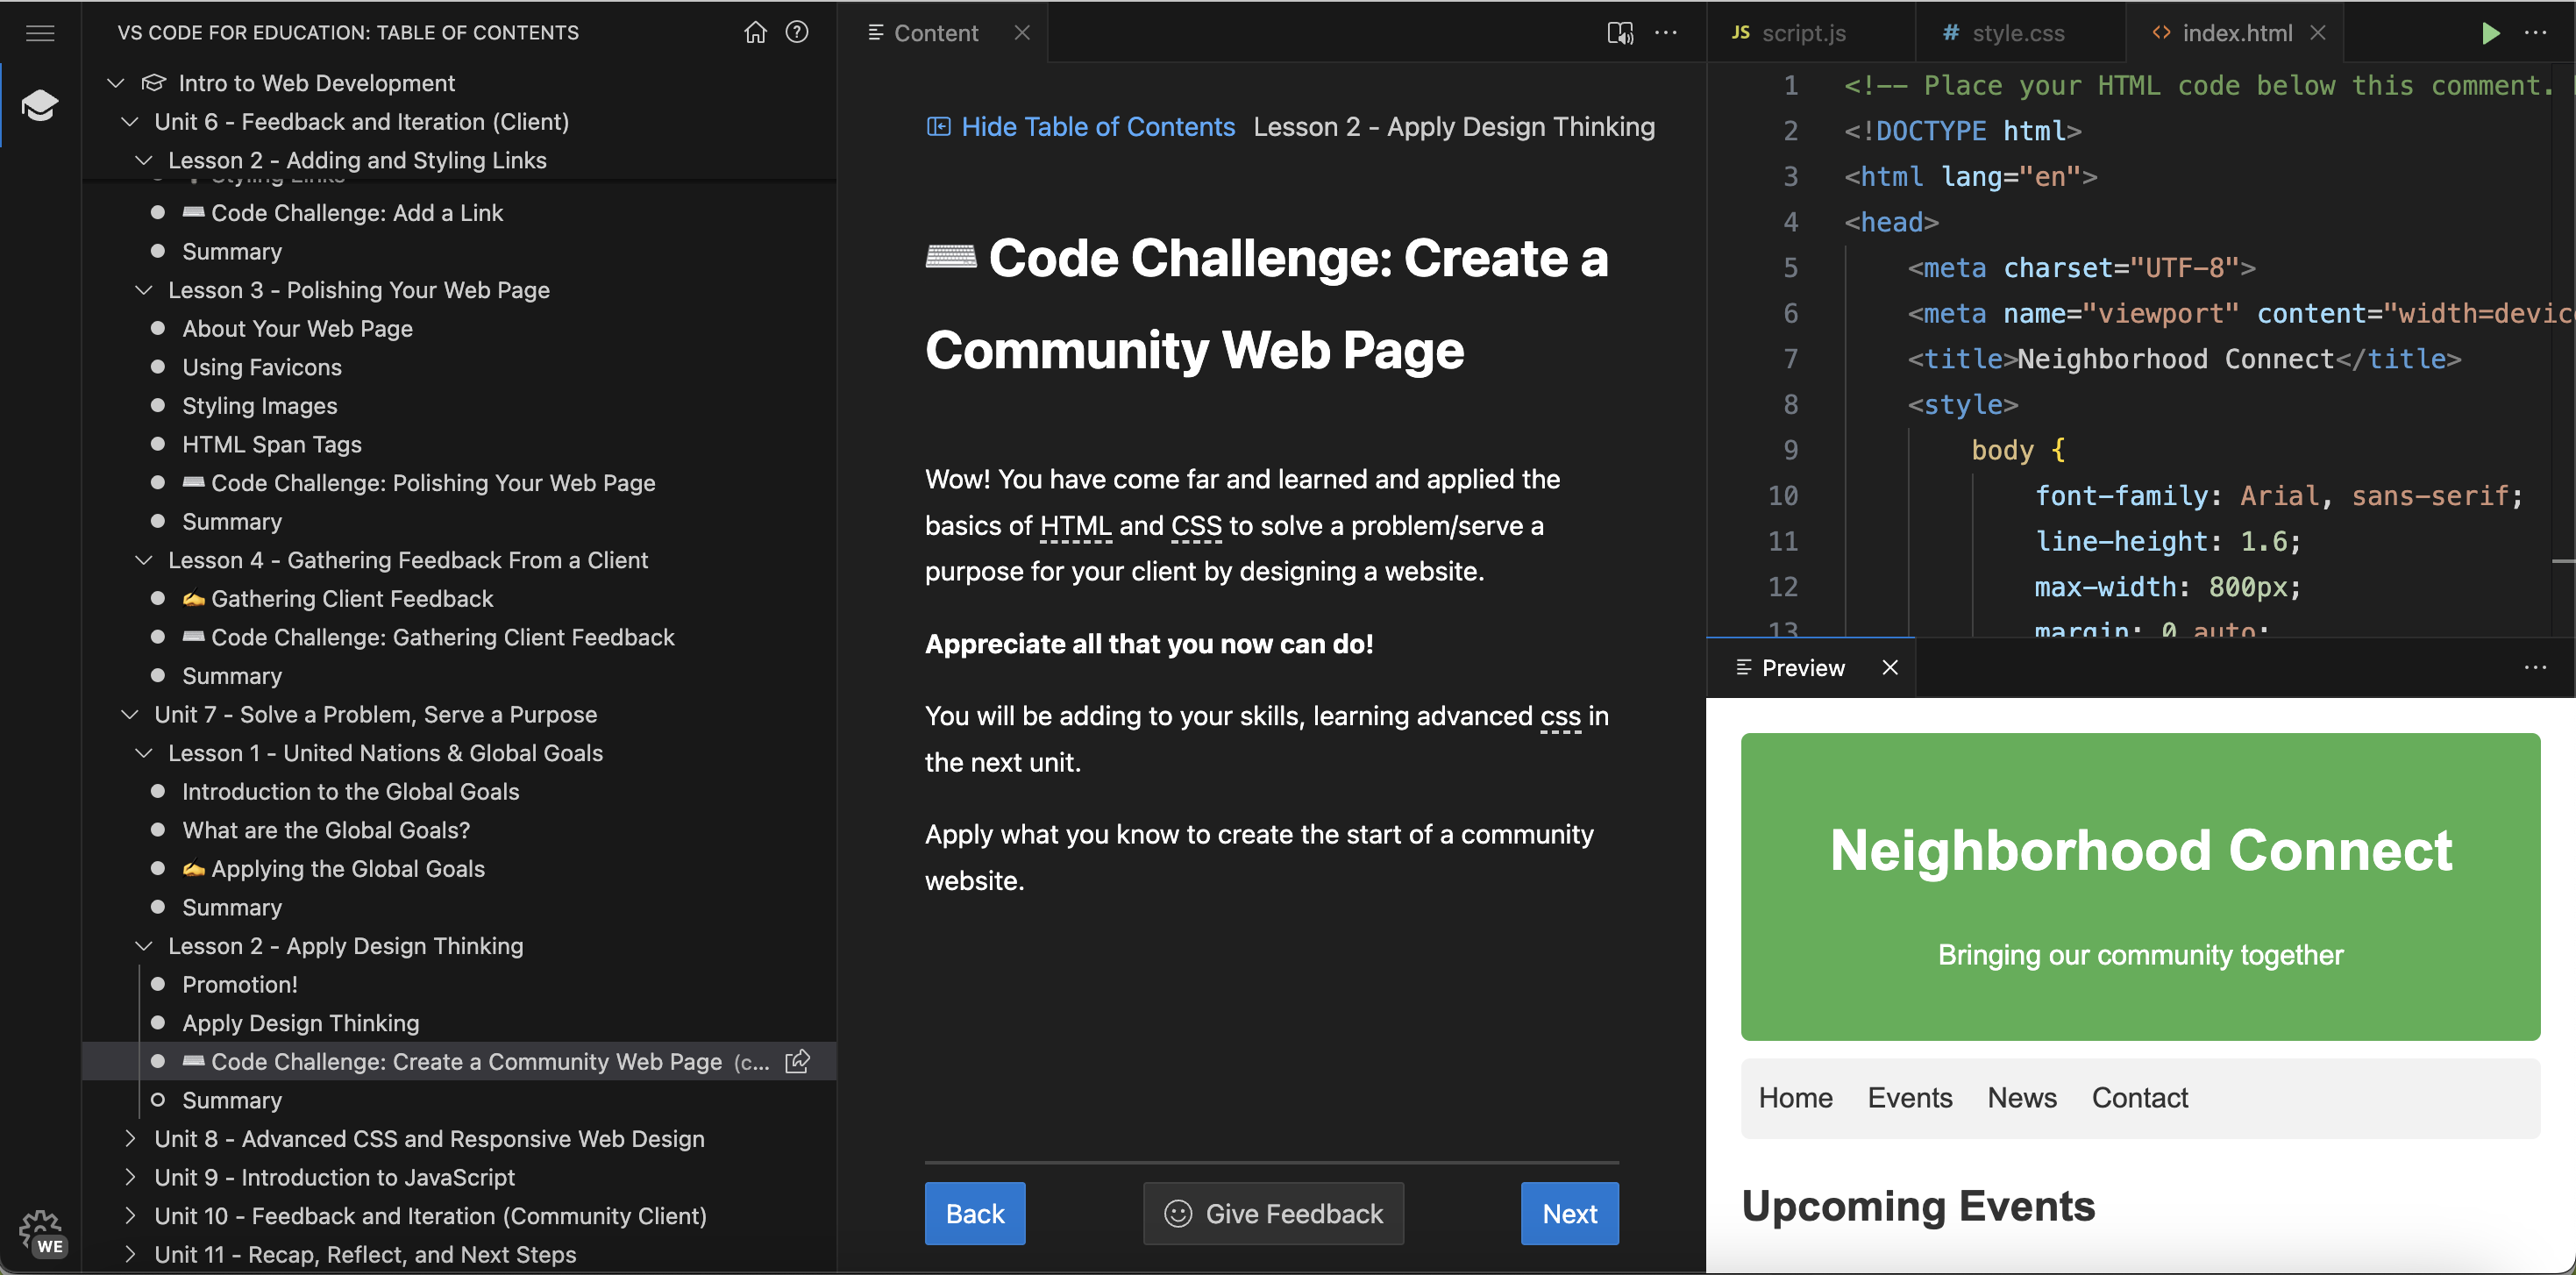 VS CODE FOR EDUCATION: TABLE OF CONTENTS
Intro to Web Development
Unit 6 - Feedback and Iteration (Client)
Lesson 2 - Adding and Styling Links
Styling Links
Code Challenge: Add a Link
Summary
Lesson 3 - Polishing Your Web Page
About Your Web Page
Using Favicons
Styling Images
HTML Span Tags
Code Challenge: Polishing Your Web Page
Summary
Lesson 4 - Gathering Feedback From a Client
Gathering Client Feedback
Code Challenge: Gathering Client Feedback
Summary
Unit 7 - Solve a Problem, Serve a Purpose
Lesson 1 - United Nations & Global Goals
Introduction to the Global Goals
What are the Global Goals?
Applying the Global Goals
Summary
Lesson 2 - Apply Design Thinking
Promotion!
Apply Design Thinking
Code Challenge: Create a Community Web Page (c...
Summary
Unit 8 - Advanced CSS and Responsive Web Design
Unit 9 - Introduction to JavaScript
Unit 10 - Feedback and Iteration (Community Client)
Unit 11 - Recap, Reflect, and Next Steps
WE
Content
Hide Table of Contents Lesson 2 - Apply Design Thinking
Code Challenge: Create a
Community Web Page
Wow! You have come far and learned and applied the
basics of HTML and CSS to solve a problem/serve a
purpose for your client by designing a website.
Appreciate all that you now can do!
You will be adding to your skills, learning advanced css in
the next unit.
Apply what you know to create the start of a community
website.
Back
Give Feedback
Next
JS script.js
# style.css
<> index.html
1 <!-- Place your HTML code below this comment.
2 <!DOCTYPE html>
3 <html lang="en">
4 <head>
5 <meta charset="UTF-8">
6 <meta name="viewport" content="width=devic
7 <title>Neighborhood Connect</title>
8 <style>
9 body {
10 font-family: Arial, sans-serif;
11 line-height: 1.6;
12 max-width: 800px;
13 margin: 0 auto;
Preview
Neighborhood Connect
Bringing our community together
Home Events News Contact
Upcoming Events